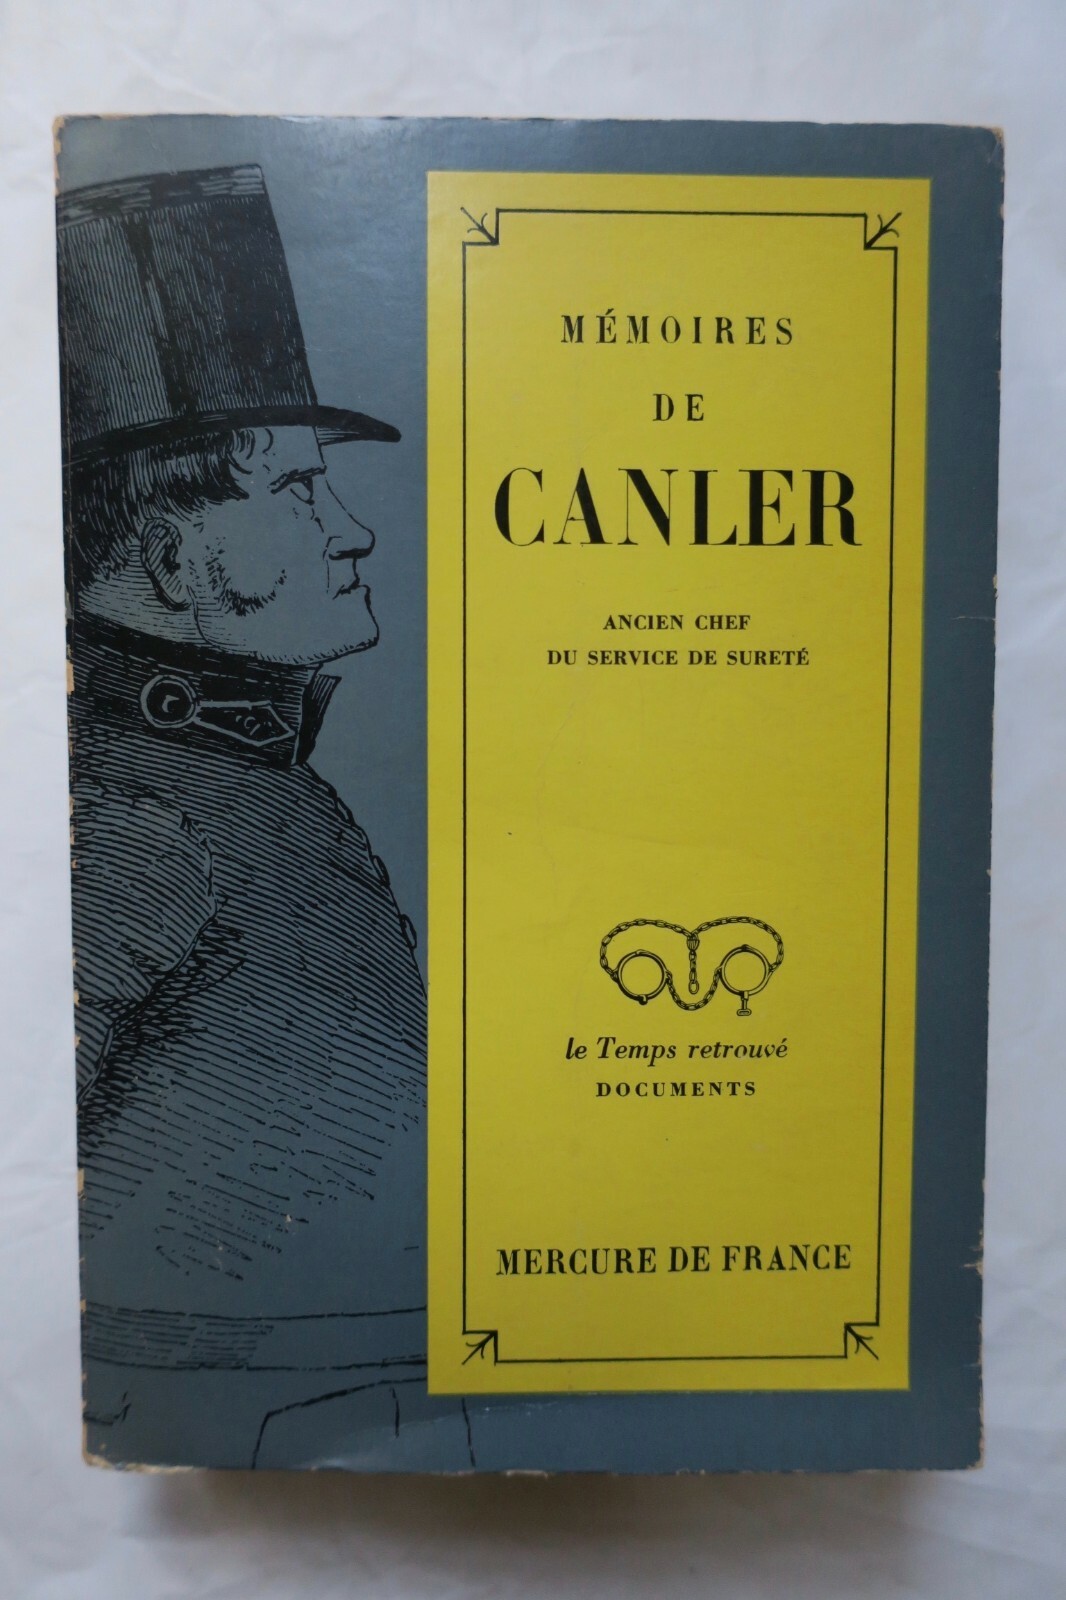 MÉMOIRES
DE
CANLER
ANCIEN CHEF
DU SERVICE DE SURETÉ
le Temps retrouvé
DOCUMENTS
MERCURE DE FRANCE